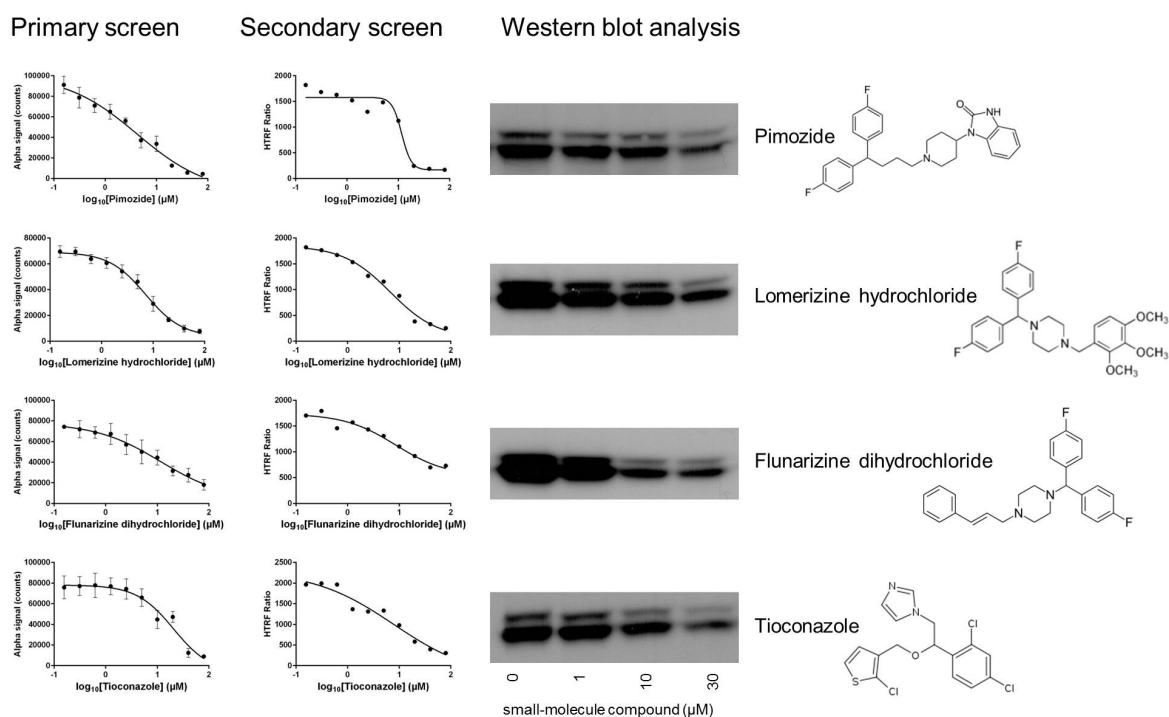 Primary screen
Secondary screen
Western blot analysis
Alpha signal (counts)
100000
80000
60000
40000
20000
0
-1 0 1 2
log10[Pimozide] (µM)
HTRF Ratio
2000
1500
1000
500
0
-1 0 1 2
log10[Pimozide] (µM)
Pimozide
F
F
N
O
NH
N
Alpha signal (counts)
80000
60000
40000
20000
0
-1 0 1 2
log10[Lomerizine hydrochloride] (µM)
HTRF Ratio
2000
1500
1000
500
0
-1 0 1 2
log10[Lomerizine hydrochloride] (µM)
Lomerizine hydrochloride
F
F
N
N
OCH3
OCH3
OCH3
Alpha signal (counts)
100000
80000
60000
40000
20000
0
-1 0 1 2
log10[Flunarizine dihydrochloride] (µM)
HTRF Ratio
2000
1500
1000
500
0
-1 0 1 2
log10[Flunarizine dihydrochloride] (µM)
Flunarizine dihydrochloride
F
N
N
F
Alpha signal (counts)
100000
80000
60000
40000
20000
0
-1 0 1 2
log10[Tioconazole] (µM)
HTRF Ratio
2500
2000
1500
1000
500
0
-1 0 1 2
log10[Tioconazole] (µM)
Tioconazole
N
N
Cl
O
S
Cl
Cl
0 1 10 30
small-molecule compound (µM)